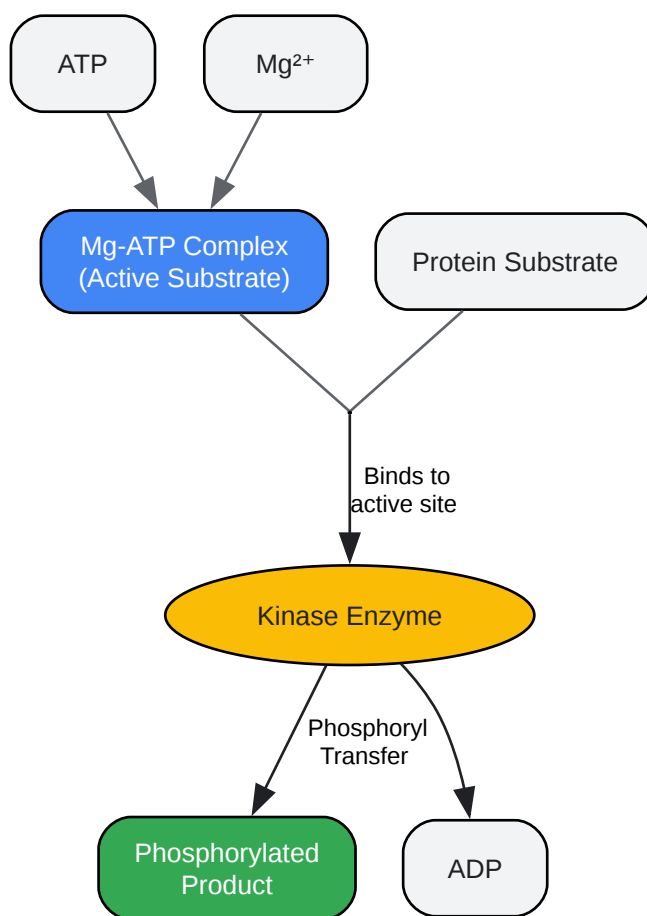 ATP
Mg²⁺
Mg-ATP Complex
(Active Substrate)
Protein Substrate
Binds to
active site
Kinase Enzyme
Phosphoryl
Transfer
Phosphorylated
Product
ADP